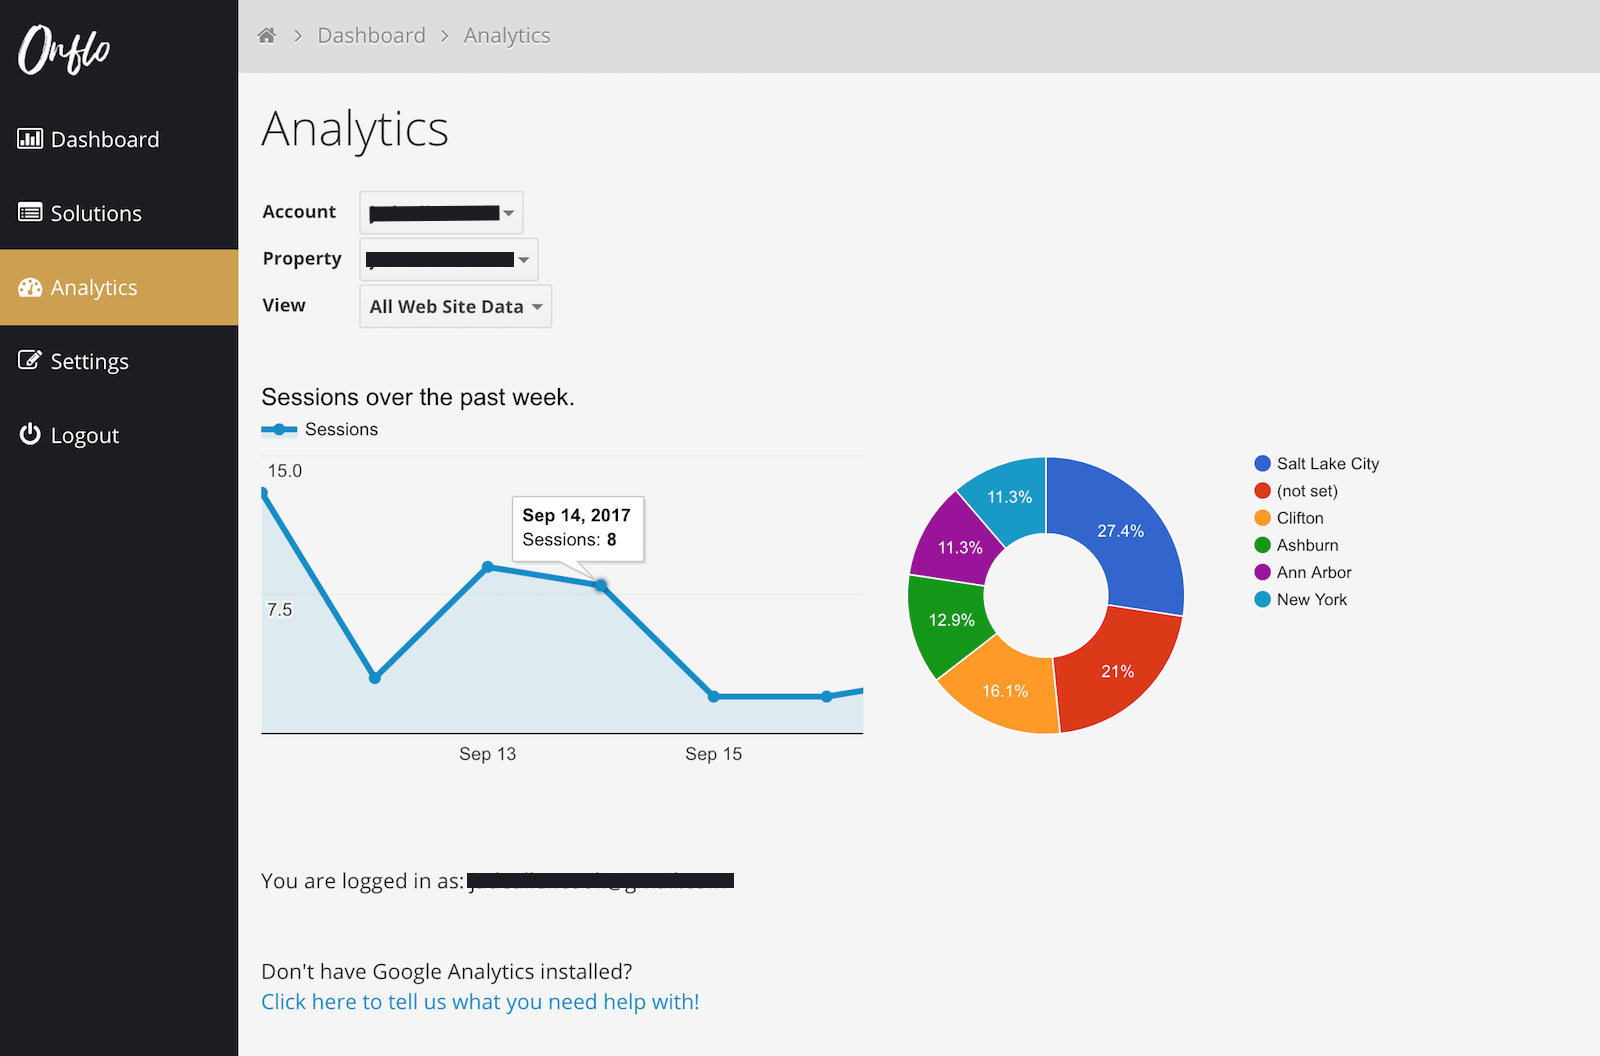 Onflo
Dashboard
Solutions
Analytics
Settings
Logout
> Dashboard > Analytics
Analytics
Account
Property
View All Web Site Data
Sessions over the past week.
Sessions
15.0
7.5
Sep 14, 2017
Sessions: 8
Sep 13
Sep 15
27.4%
21%
16.1%
12.9%
11.3%
11.3%
Salt Lake City
(not set)
Clifton
Ashburn
Ann Arbor
New York
You are logged in as:
Don't have Google Analytics installed?
Click here to tell us what you need help with!